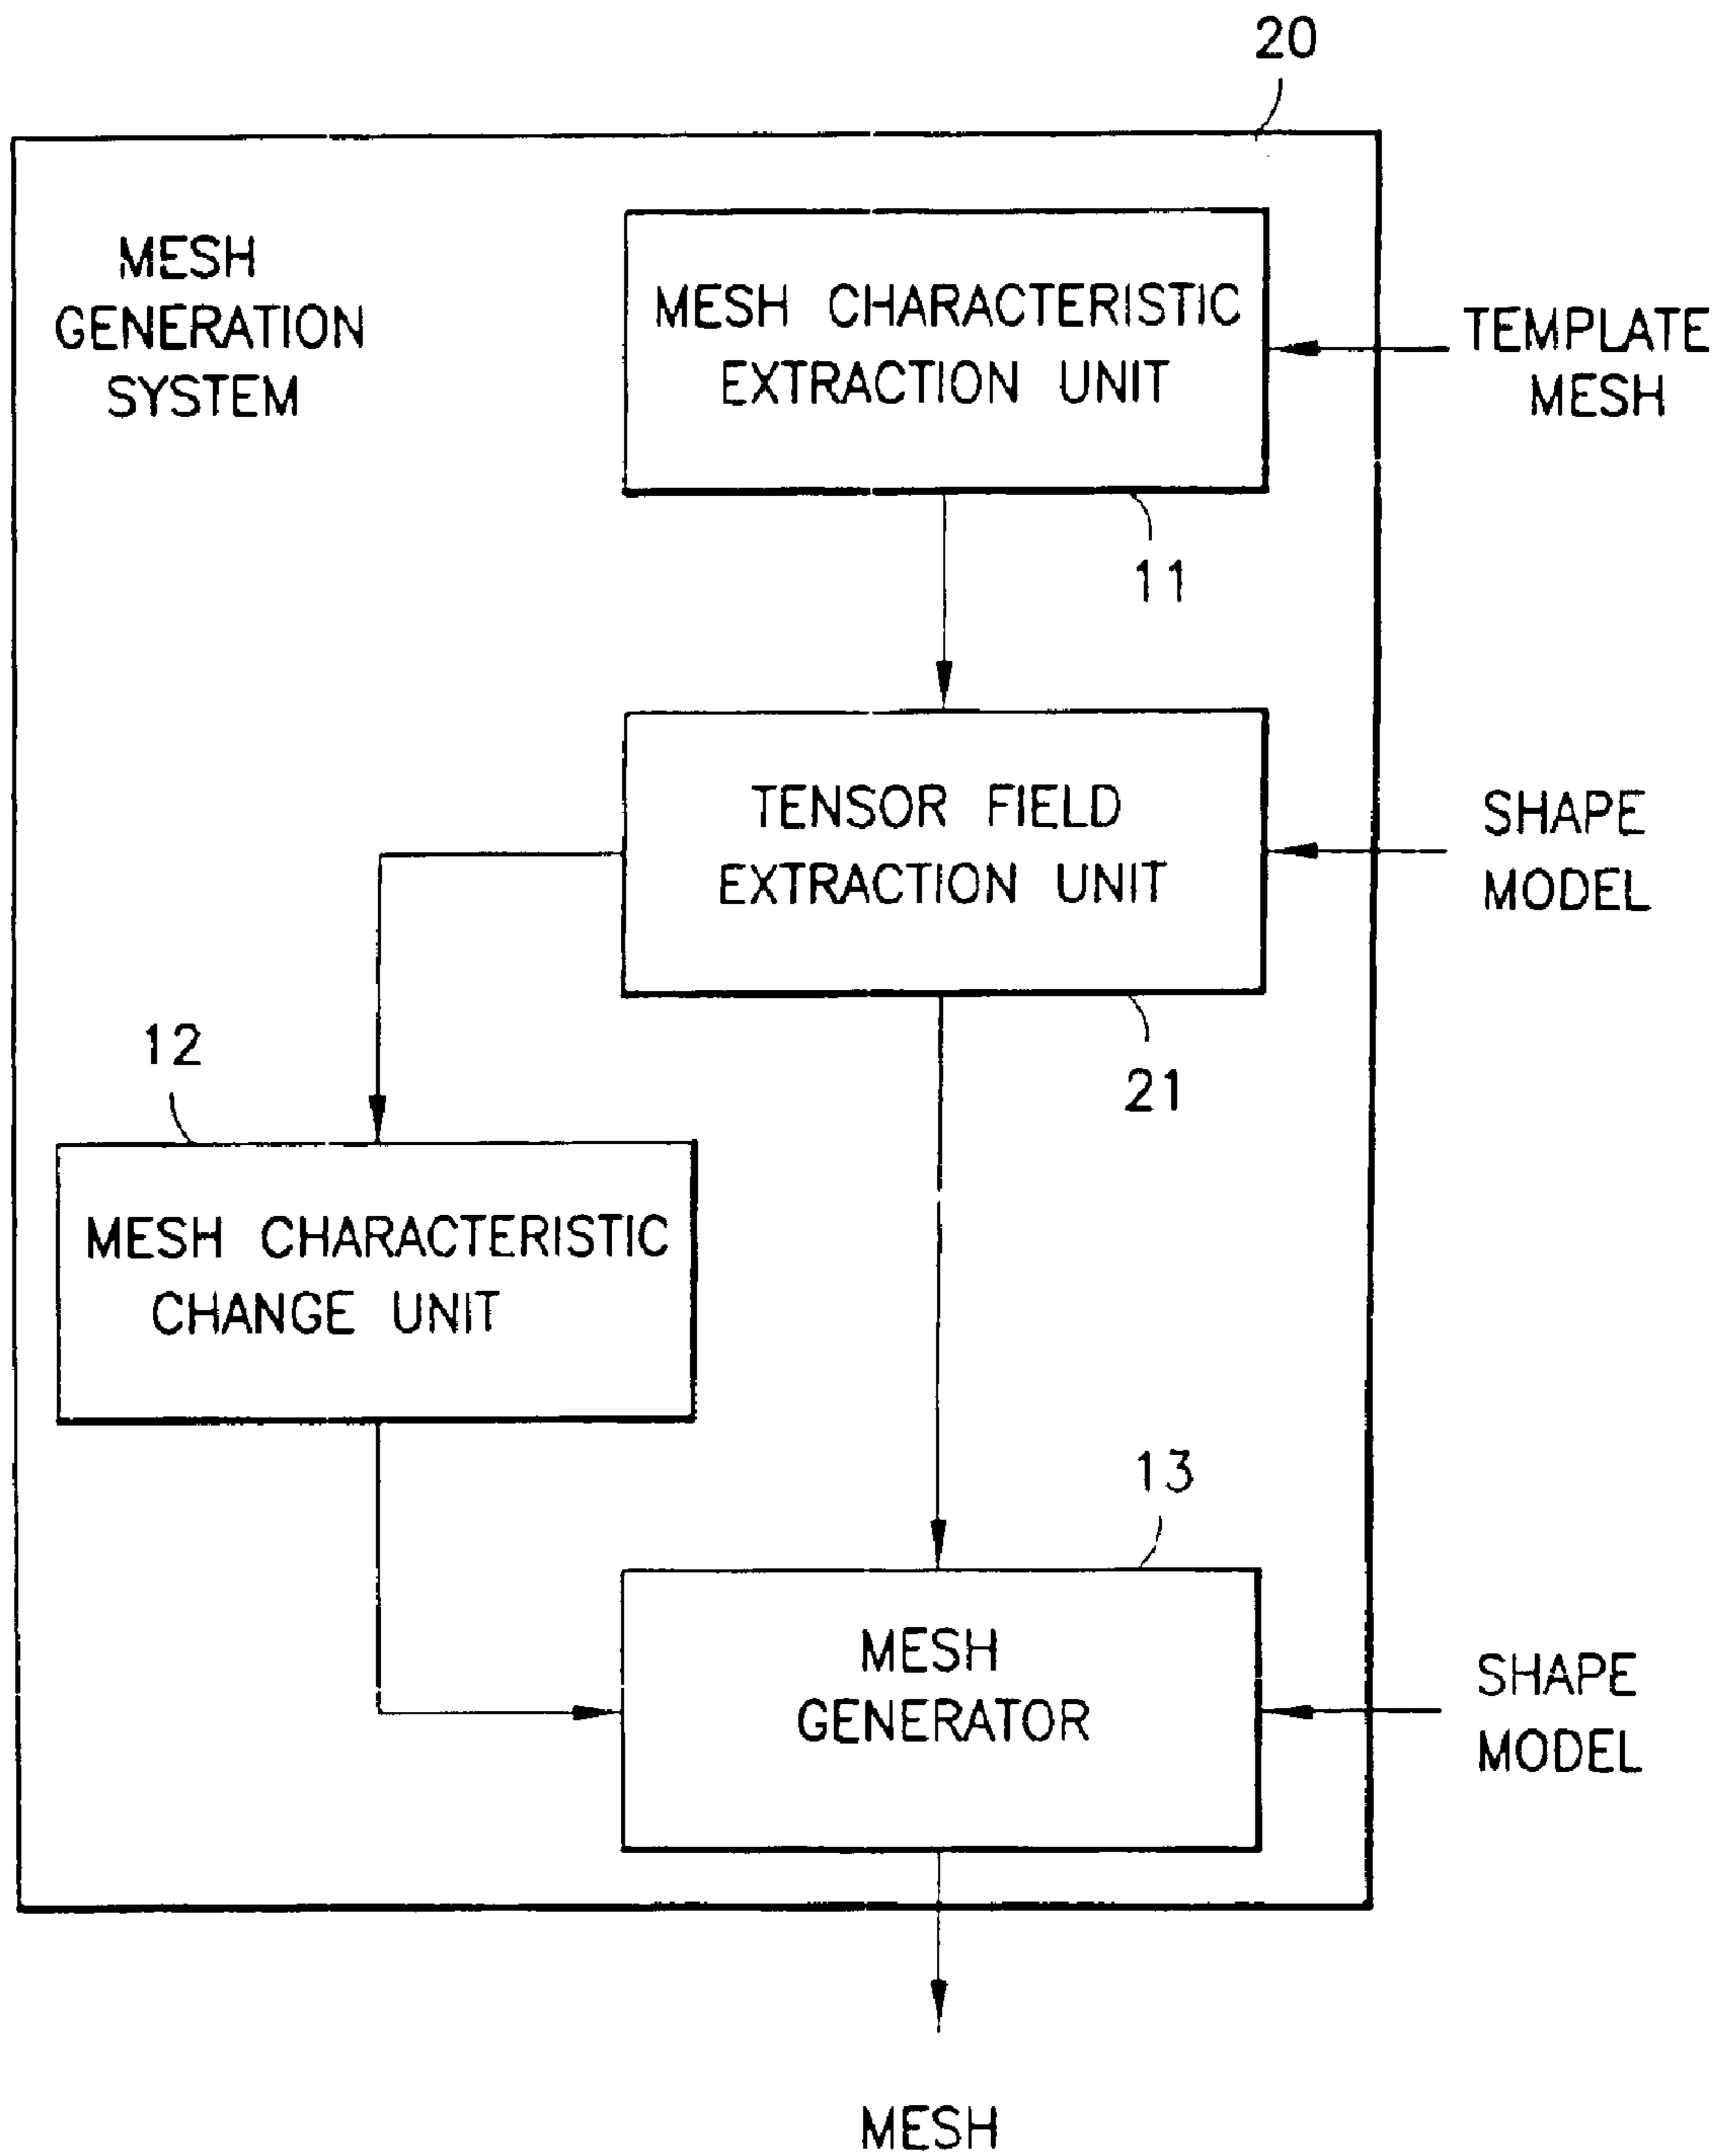 20
MESH
GENERATION
SYSTEM
MESH CHARACTERISTIC
EXTRACTION UNIT
TEMPLATE
MESH
11
TENSOR FIELD
EXTRACTION UNIT
SHAPE
MODEL
21
12
MESH CHARACTERISTIC
CHANGE UNIT
13
MESH
GENERATOR
SHAPE
MODEL
MESH